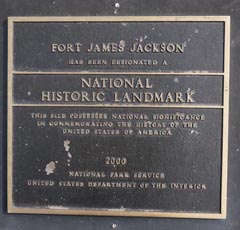 FORT JAMES JACKSON
HAS BEEN DESIGNATED A
NATIONAL
HISTORIC LANDMARK
THIS SITE POSSESSES NATIONAL SIGNIFICANCE
IN COMMEMORATING THE HISTORY OF THE
UNITED STATES OF AMERICA
2000
NATIONAL PARK SERVICE
UNITED STATES DEPARTMENT OF THE INTERIOR